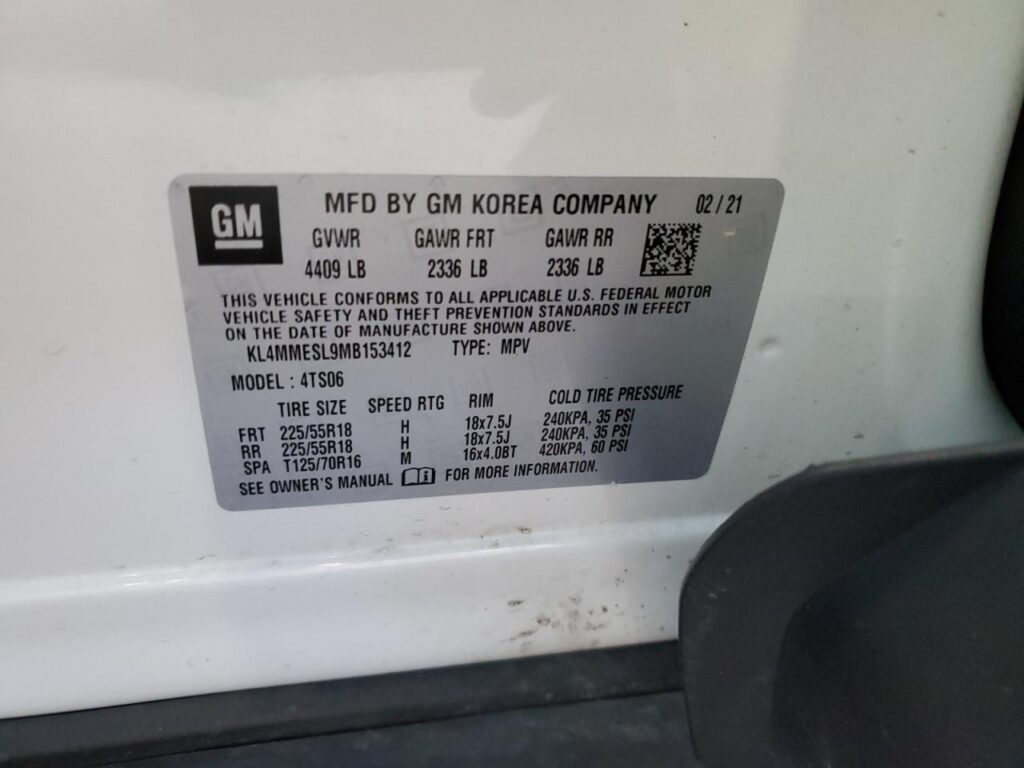 GM MFD BY GM KOREA COMPANY 02/21
GVWR GAWR FRT GAWR RR
4409 LB 2336 LB 2336 LB
THIS VEHICLE CONFORMS TO ALL APPLICABLE U.S. FEDERAL MOTOR
VEHICLE SAFETY AND THEFT PREVENTION STANDARDS IN EFFECT
ON THE DATE OF MANUFACTURE SHOWN ABOVE.
KL4MMESL9MB153412 TYPE: MPV
MODEL : 4TS06
TIRE SIZE SPEED RTG RIM COLD TIRE PRESSURE
FRT 225/55R18 H 18x7.5J 240KPA, 35 PSI
RR 225/55R18 H 18x7.5J 240KPA, 35 PSI
SPA T125/70R16 M 16x4.0BT 420KPA, 60 PSI
SEE OWNER'S MANUAL FOR MORE INFORMATION.